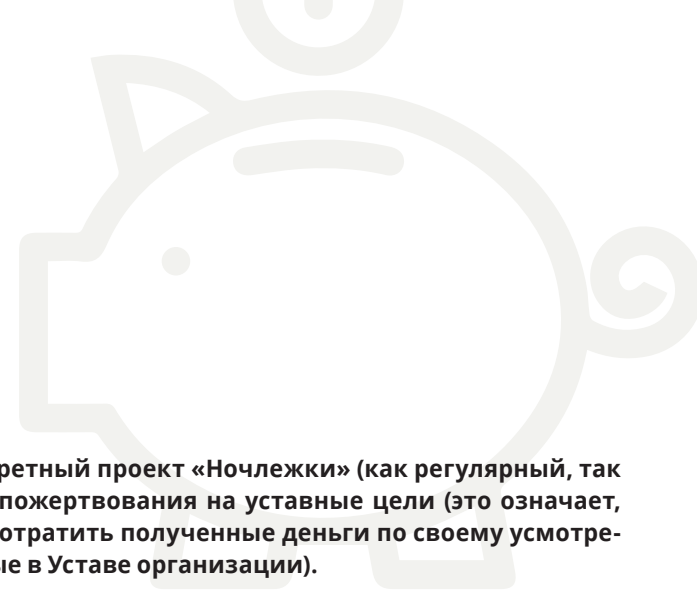 ретный проект «Ночлежки» (как регулярный, так
пожертвования на уставные цели (это означает,
отратить полученные деньги по своему усмотре-
ые в Уставе организации).